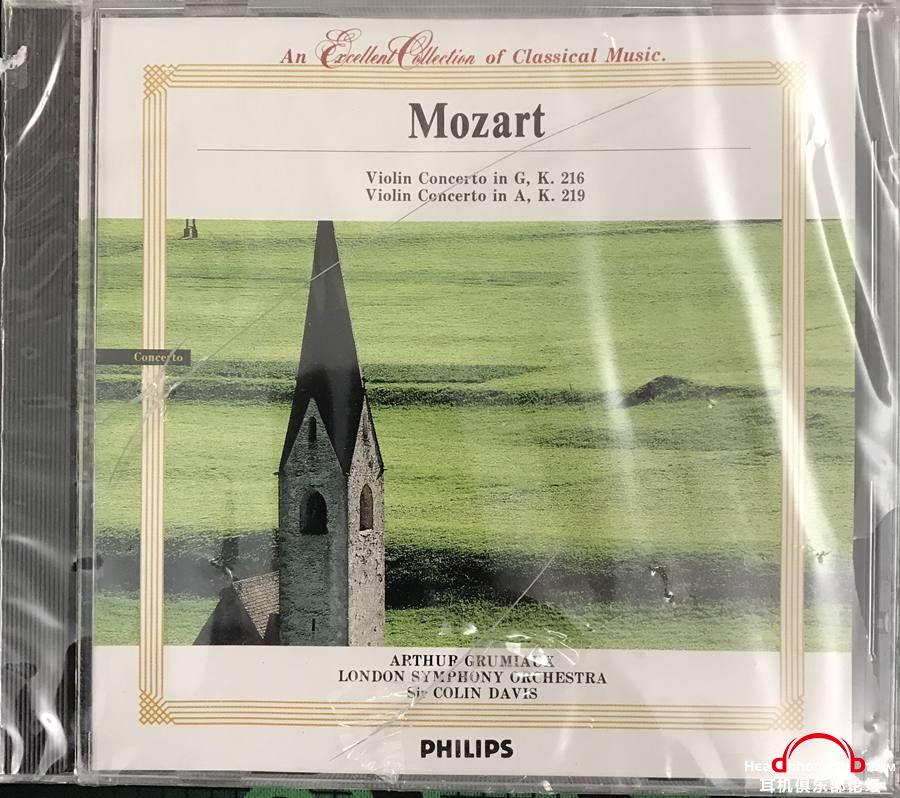 An Excellent Collection of Classical Music.
Mozart
Violin Concerto in G, K. 216
Violin Concerto in A, K. 219
Concerto
ARTHUR GRUMIAUX
LONDON SYMPHONY ORCHESTRA
Sir COLIN DAVIS
PHILIPS
耳机俱乐部论坛